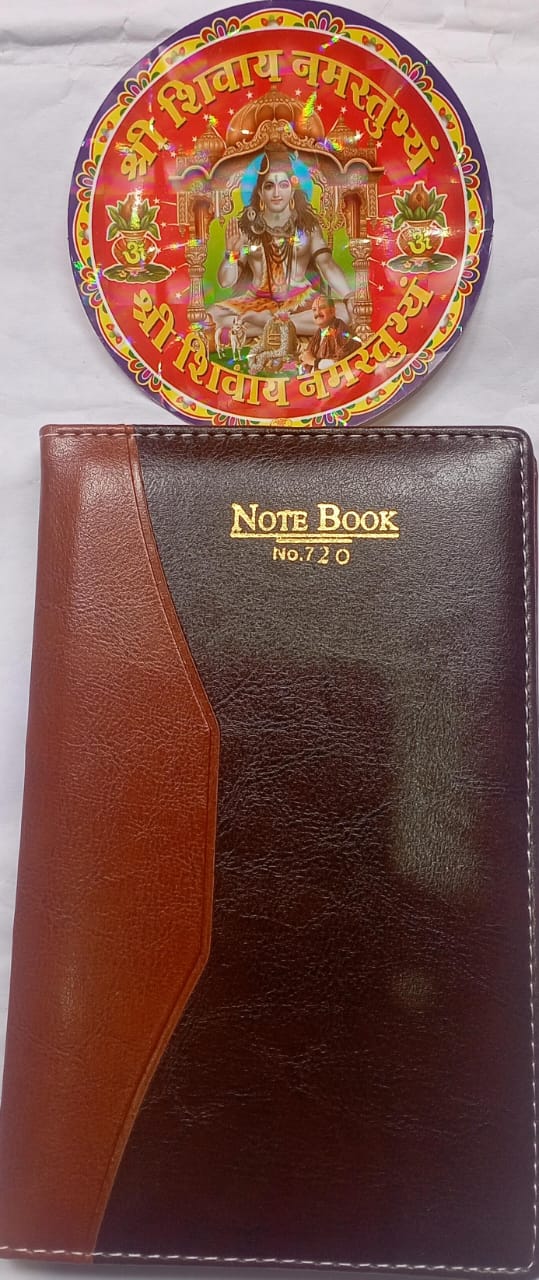 श्री शिवाय नमस्तुभ्यं
ॐ ॐ
श्री शिवाय नमस्तुभ्यं
NOTE BOOK
No.720